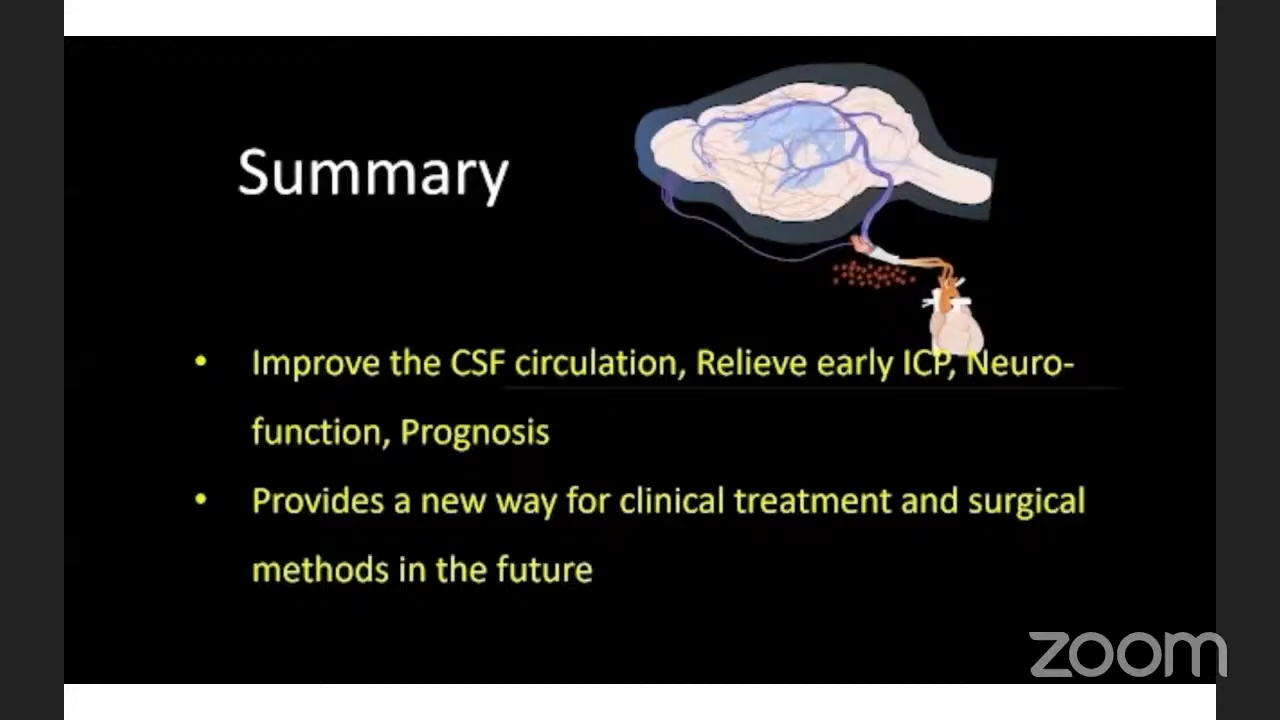 Summary
• Improve the CSF circulation, Relieve early ICP, Neuro-
function, Prognosis
• Provides a new way for clinical treatment and surgical
methods in the future
zoom